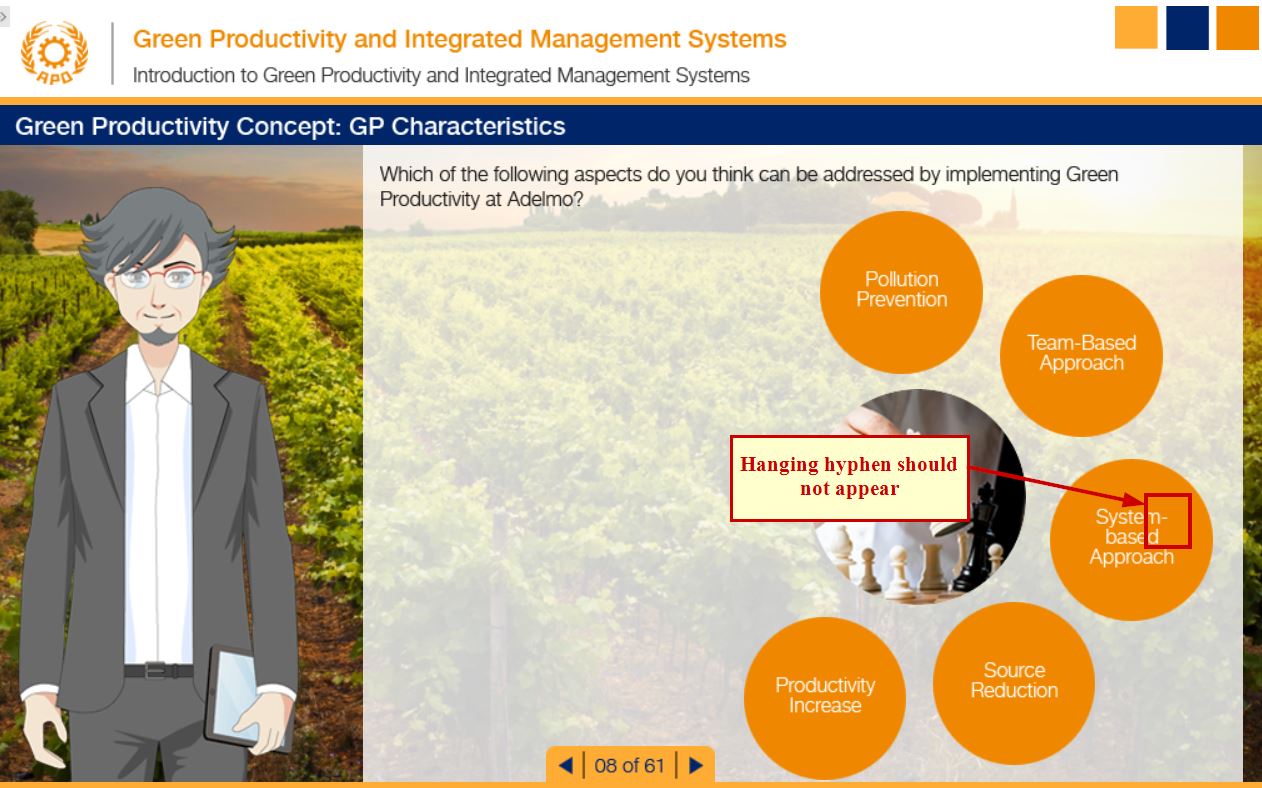 APO
Green Productivity and Integrated Management Systems
Introduction to Green Productivity and Integrated Management Systems
Green Productivity Concept: GP Characteristics
Which of the following aspects do you think can be addressed by implementing Green
Productivity at Adelmo?
Pollution
Prevention
Team-Based
Approach
Hanging hyphen should
not appear
System-
based
Approach
Source
Reduction
Productivity
Increase
08 of 61